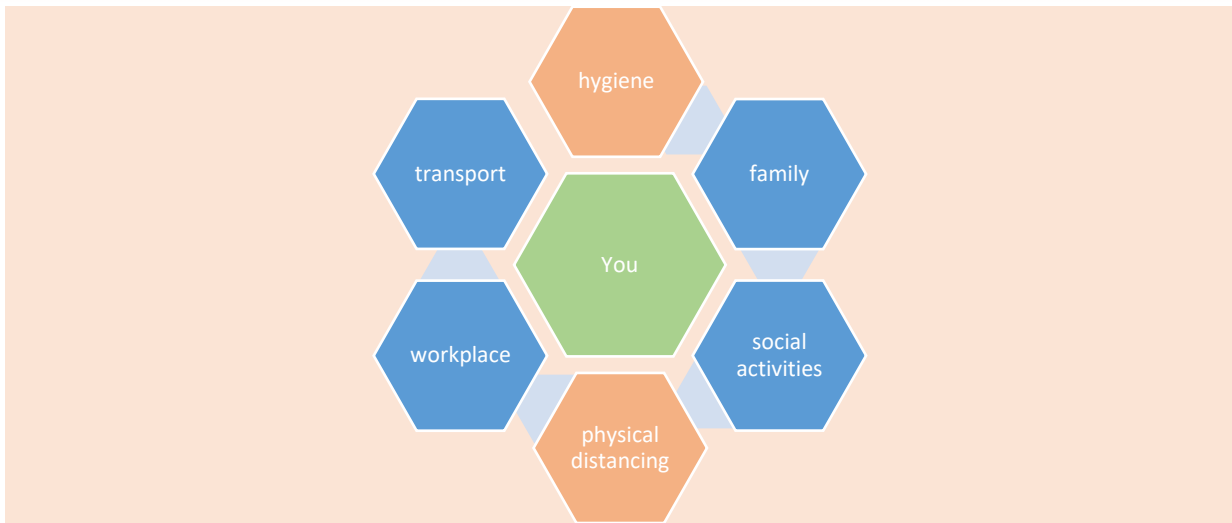 hygiene
transport
family
You
workplace
social
activities
physical
distancing